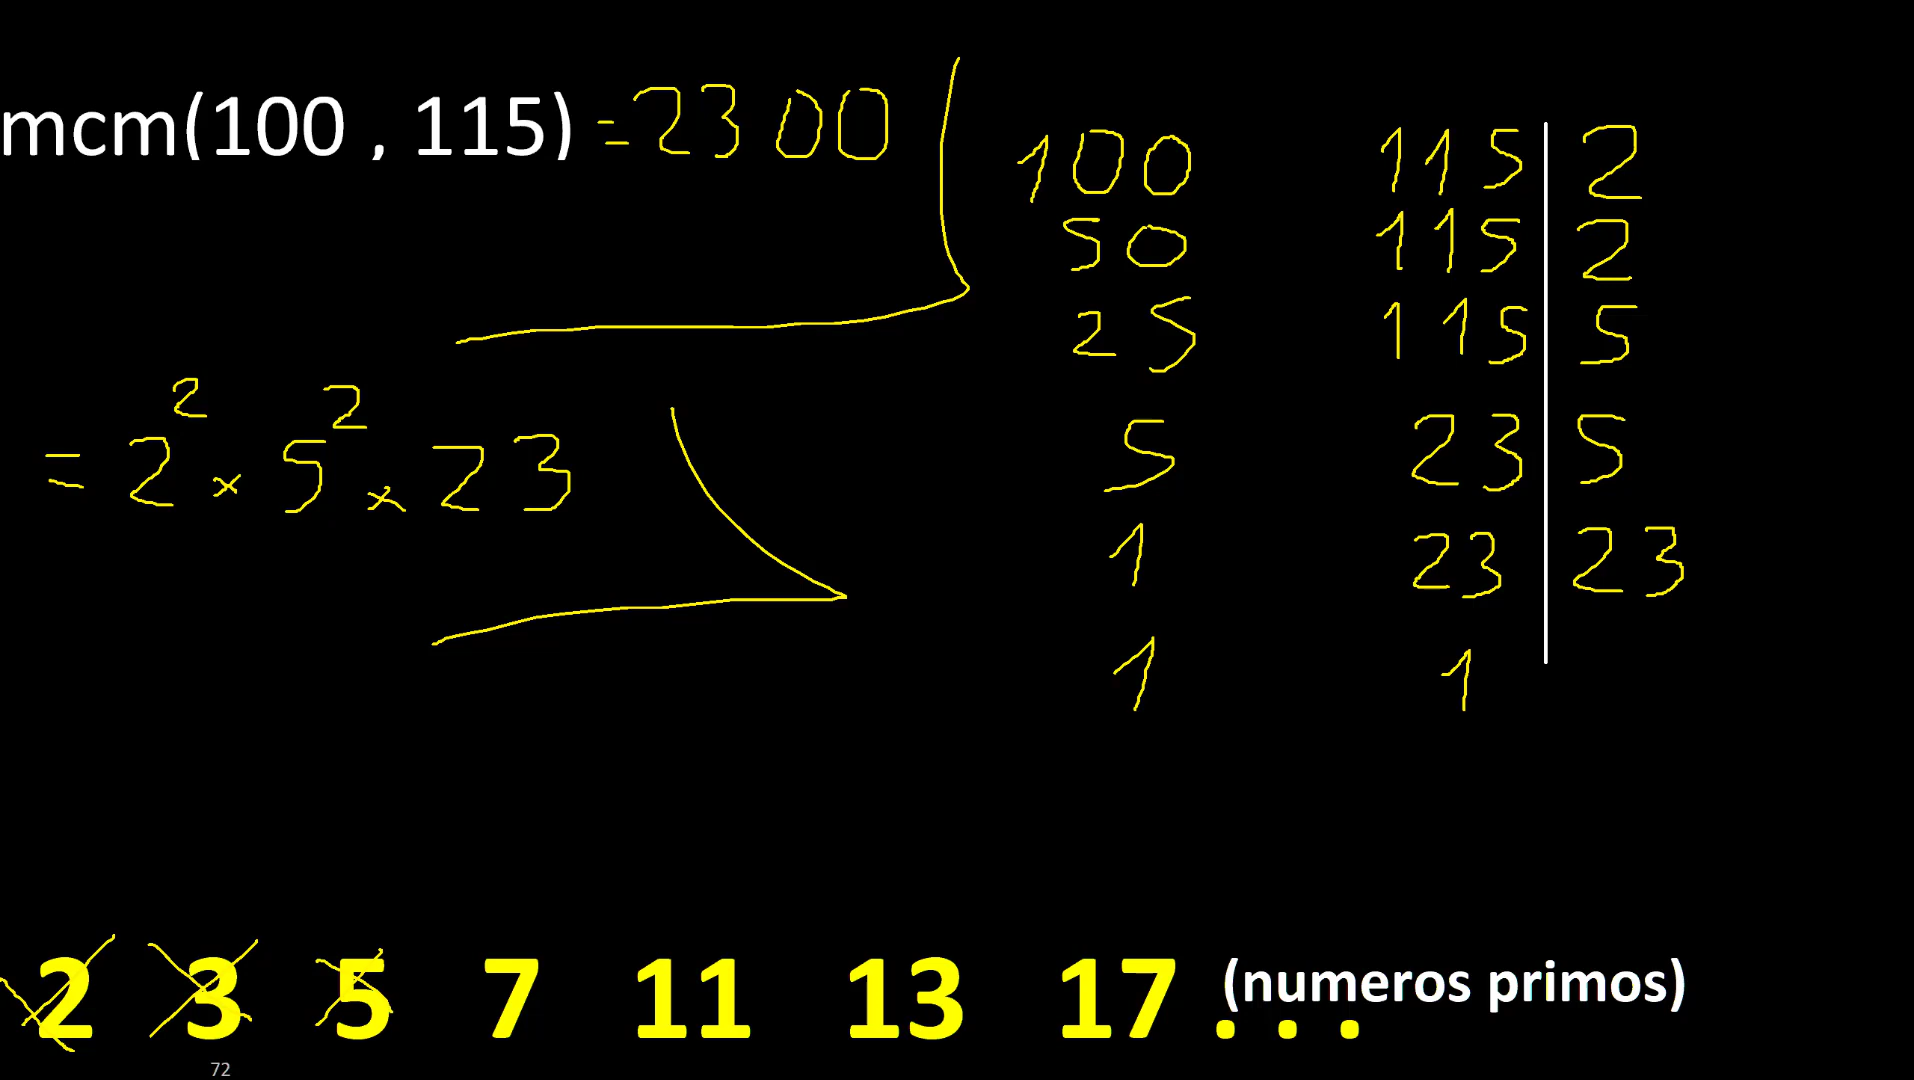 mcm(100 , 115) = 2300
100 115 | 2
50 115 | 2
25 115 | 5
5 23 | 5
1 23 | 23
1 1
= 2² × 5² × 23
2 3 5 7 11 13 17 . . . (numeros primos)
72